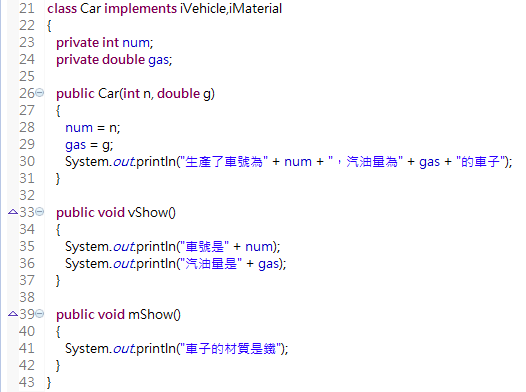 21 class Car implements iVehicle,iMaterial
22 {
23 private int num;
24 private double gas;
25
26 public Car(int n, double g)
27 {
28 num = n;
29 gas = g;
30 System.out.println("生產了車號為" + num + "，汽油量為" + gas + "的車子");
31 }
32
33 public void vShow()
34 {
35 System.out.println("車號是" + num);
36 System.out.println("汽油量是" + gas);
37 }
38
39 public void mShow()
40 {
41 System.out.println("車子的材質是鐵");
42 }
43 }